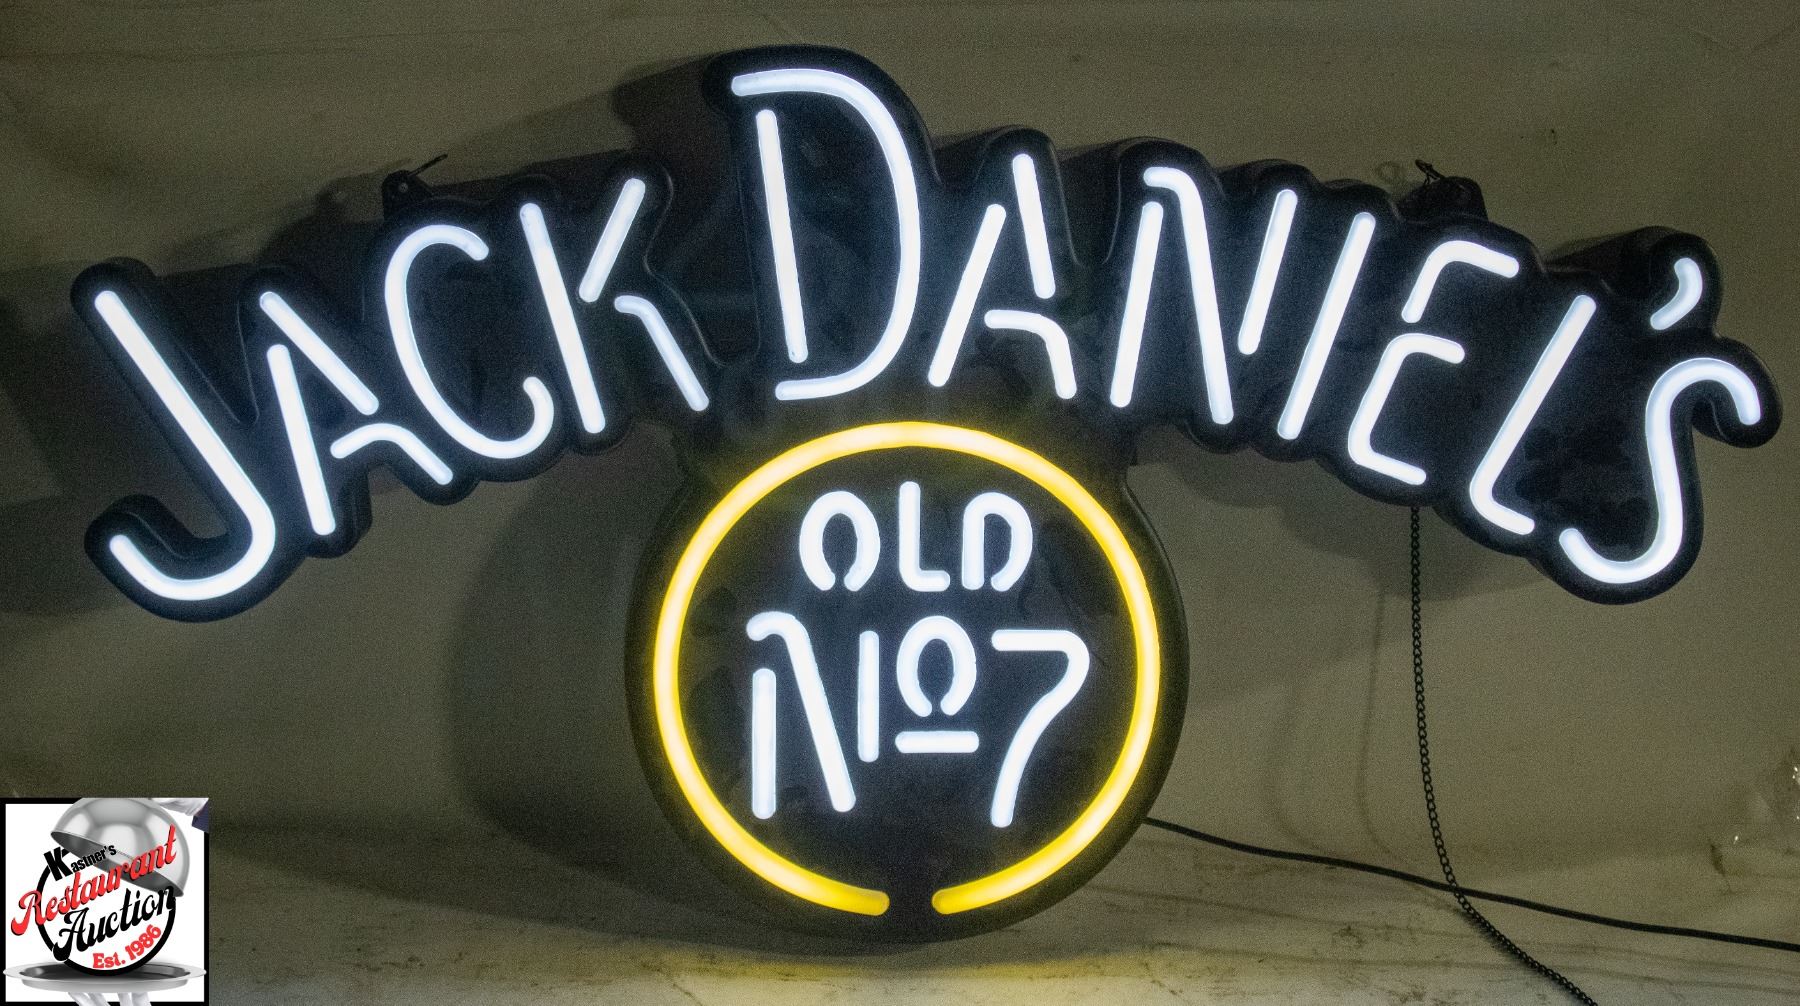 JACK DANIEL'S
OLD
Nº7
Kastner's
Restaurant
Auction
Est. 1986